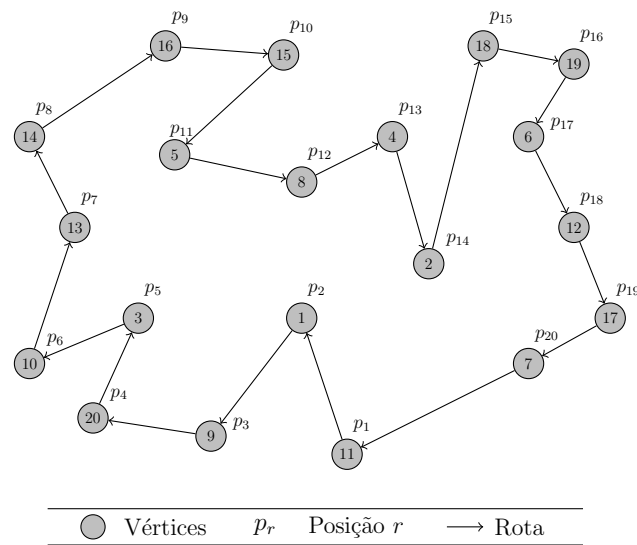 p9
p10
p15
p16
16
15
18
19
p8
p11
p13
p17
14
5
4
6
p12
8
p7
p18
13
12
p14
2
p5
p2
p19
3
1
17
p6
p20
10
7
p4
p3
p1
20
9
11
Vértices pr Posição r Rota